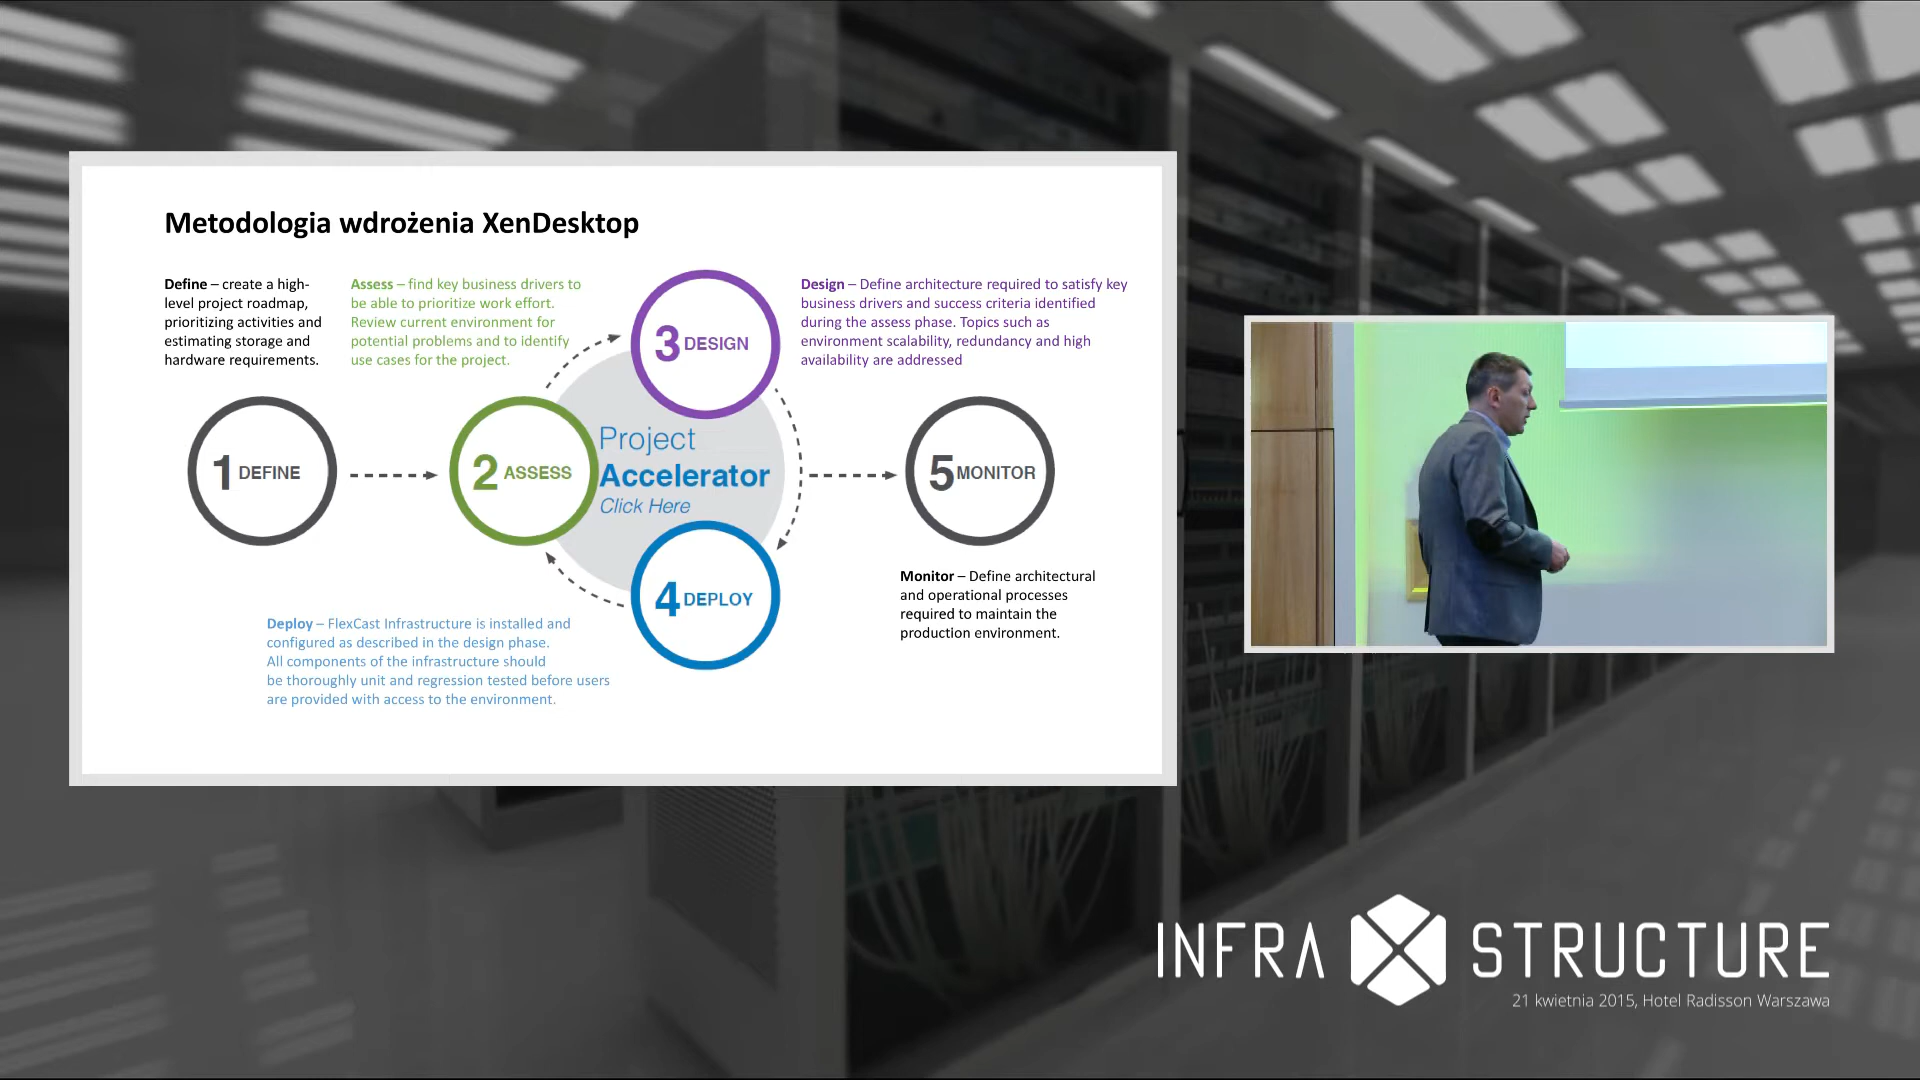 Metodologia wdrożenia XenDesktop
Define – create a high-
level project roadmap,
prioritizing activities and
estimating storage and
hardware requirements.
Assess – find key business drivers to
be able to prioritize work effort.
Review current environment for
potential problems and to identify
use cases for the project.
Design – Define architecture required to satisfy key
business drivers and success criteria identified
during the assess phase. Topics such as
environment scalability, redundancy and high
availability are addressed
1 DEFINE
2 ASSESS
3 DESIGN
Project
Accelerator
Click Here
4 DEPLOY
5 MONITOR
Deploy – FlexCast Infrastructure is installed and
configured as described in the design phase.
All components of the infrastructure should
be thoroughly unit and regression tested before users
are provided with access to the environment.
Monitor – Define architectural
and operational processes
required to maintain the
production environment.
INFRA STRUCTURE
21 kwietnia 2015, Hotel Radisson Warszawa